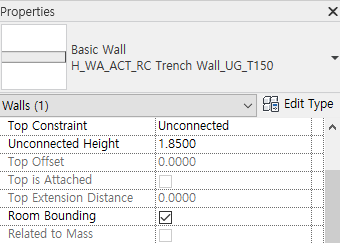 Properties
Basic Wall
H_WA_ACT_RC Trench Wall_UG_T150
Walls (1)
Edit Type
Top Constraint Unconnected
Unconnected Height 1.8500
Top Offset 0.0000
Top is Attached
Top Extension Distance 0.0000
Room Bounding
Related to Mass